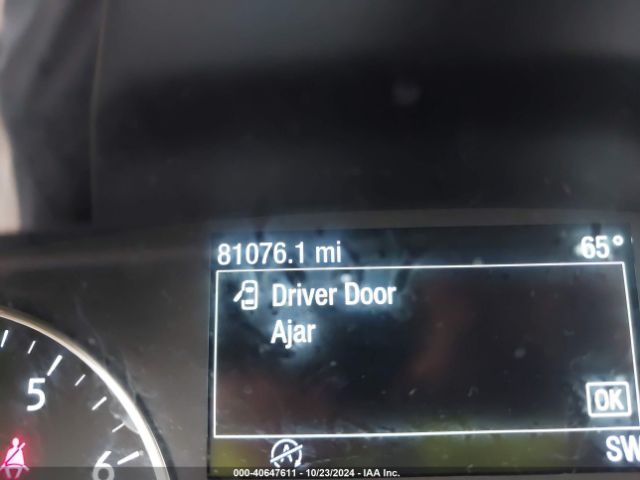 81076.1 mi 65°
Driver Door
Ajar
OK
5
6
A
SW
000-40647611 - 10/23/2024 - IAA Inc.